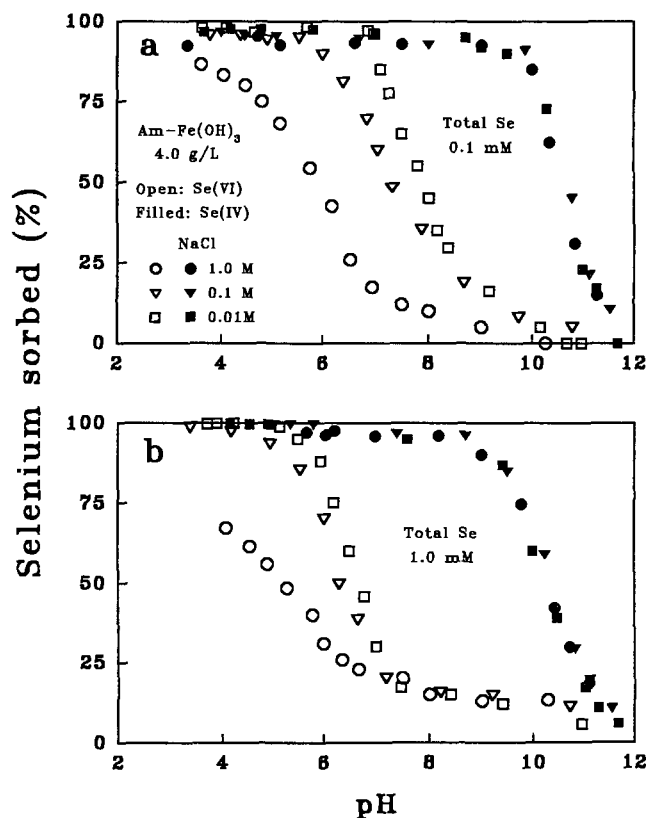 Selenium sorbed (%)
a
100
75
50
25
0
Am-Fe(OH)3
4.0 g/L
Open: Se(VI)
Filled: Se(IV)
NaCl
1.0 M
0.1 M
0.01M
Total Se
0.1 mM
2 4 6 8 10 12
b
100
75
50
25
0
Total Se
1.0 mM
2 4 6 8 10 12
pH